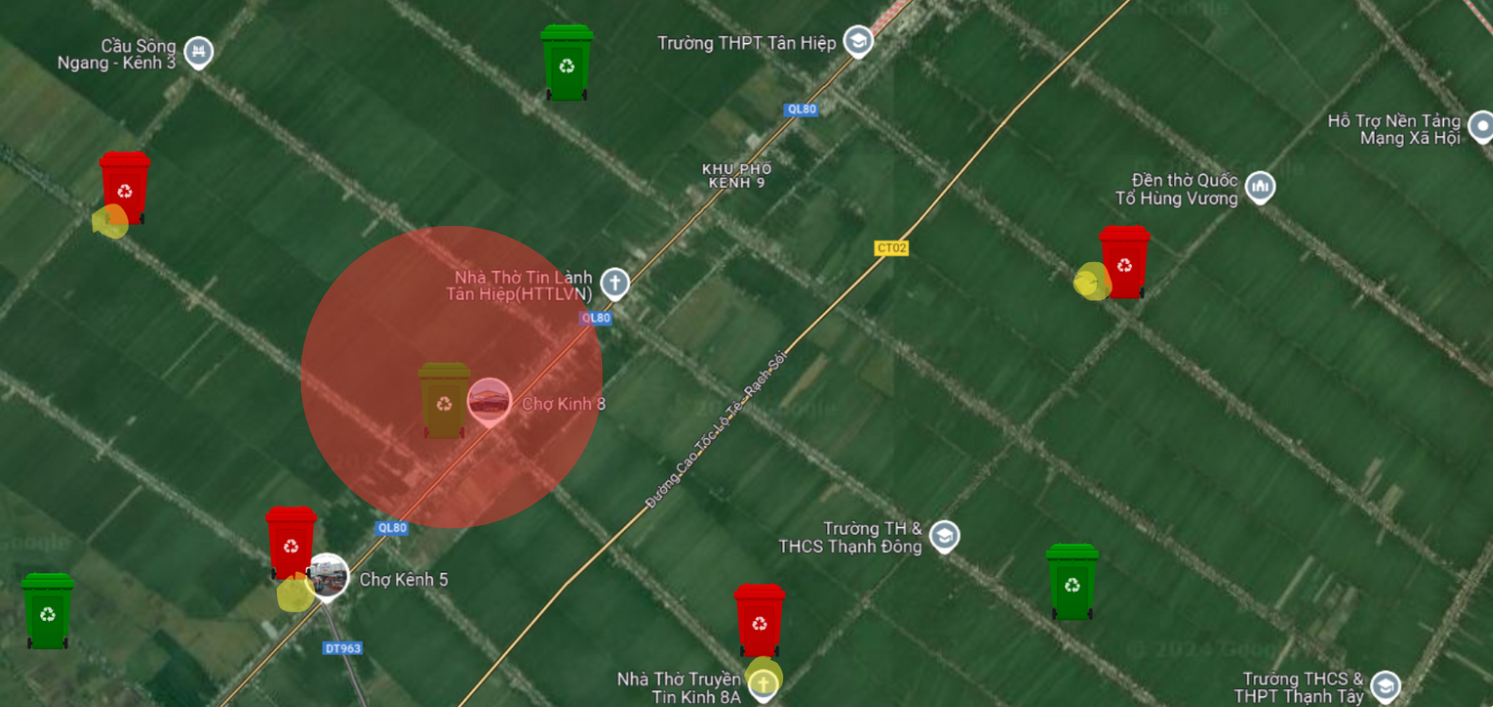 Cầu Sông
Ngang - Kênh 3
Trường THPT Tân Hiệp
QL80
Hỗ Trợ Nền Tảng
Mạng Xã Hội
KHU PHỐ
KÊNH 9
Đền thờ Quốc
Tổ Hùng Vương
CT02
Nhà Thờ Tin Lành
Tân Hiệp(HTTLVN)
QL80
Chợ Kinh 8
Đường Cao Tốc Lộ Tẻ - Rạch Sỏi
QL80
Trường TH &
THCS Thạnh Đông
Chợ Kênh 5
DT963
Nhà Thờ Truyền
Tin Kinh 8A
© 2024 Google
Trường THCS &
THPT Thạnh Tây
Google